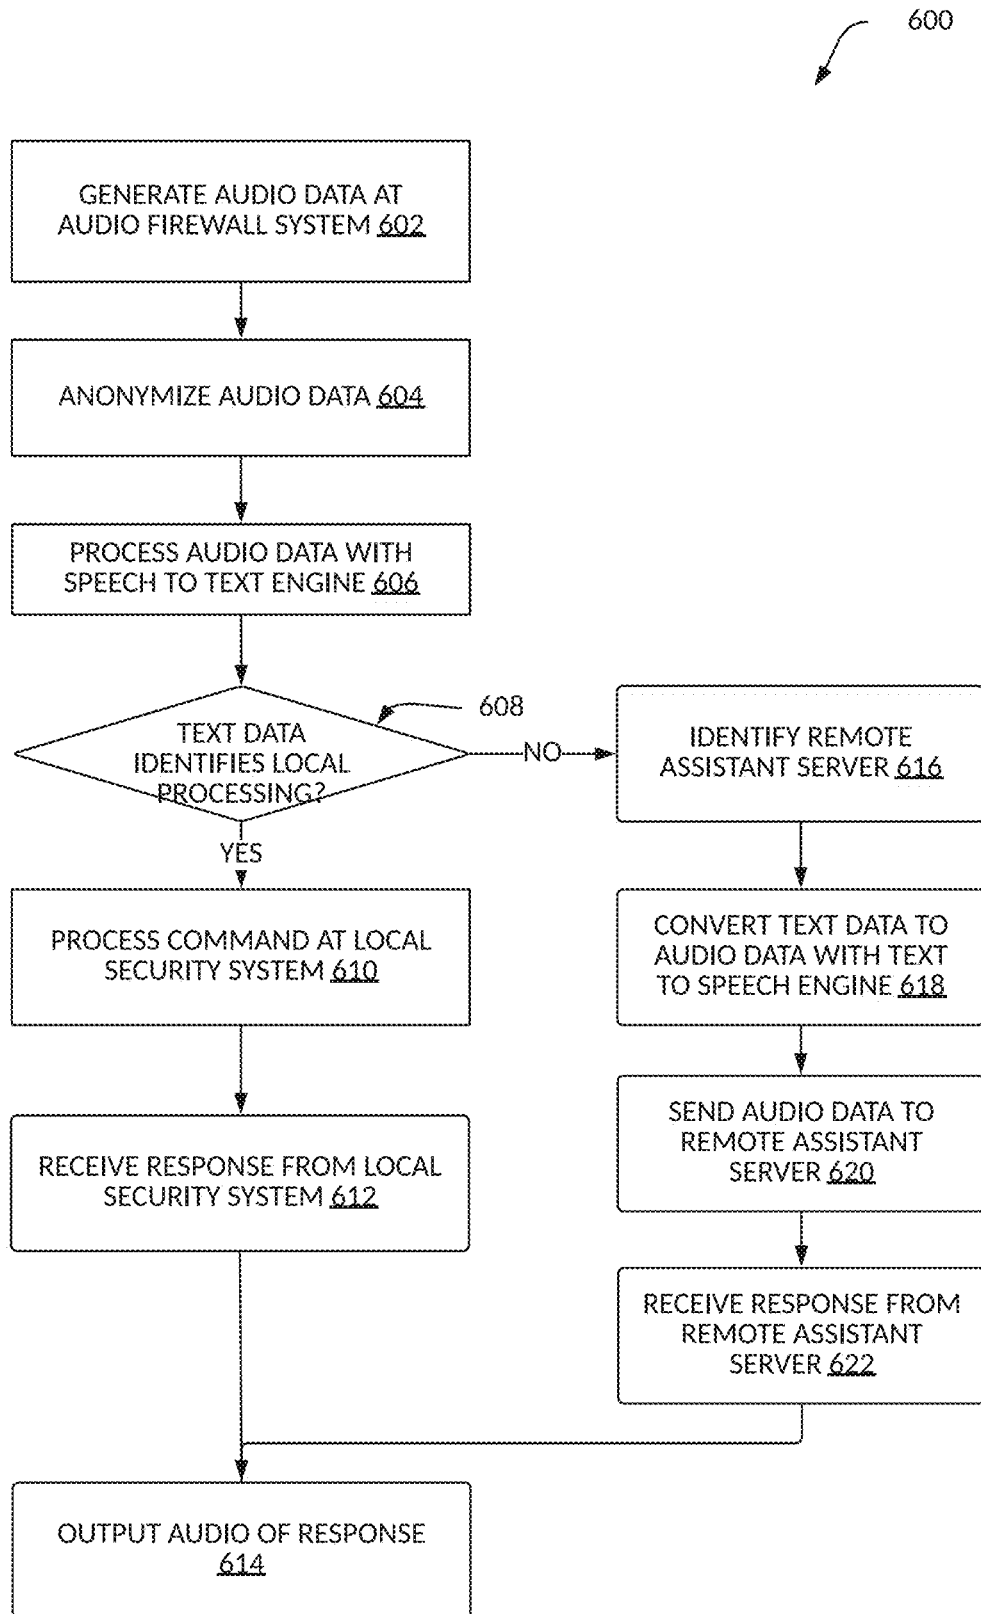 600
GENERATE AUDIO DATA AT
AUDIO FIREWALL SYSTEM 602
ANONYMIZE AUDIO DATA 604
PROCESS AUDIO DATA WITH
SPEECH TO TEXT ENGINE 606
608
TEXT DATA
IDENTIFIES LOCAL
PROCESSING?
NO
IDENTIFY REMOTE
ASSISTANT SERVER 616
YES
PROCESS COMMAND AT LOCAL
SECURITY SYSTEM 610
CONVERT TEXT DATA TO
AUDIO DATA WITH TEXT
TO SPEECH ENGINE 618
RECEIVE RESPONSE FROM LOCAL
SECURITY SYSTEM 612
SEND AUDIO DATA TO
REMOTE ASSISTANT
SERVER 620
RECEIVE RESPONSE FROM
REMOTE ASSISTANT
SERVER 622
OUTPUT AUDIO OF RESPONSE
614